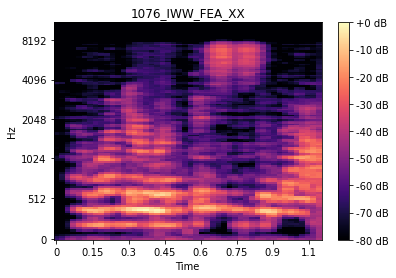 1076_IWW_FEA_XX
+0 dB
8192
-10 dB
4096
-20 dB
-30 dB
2048
Hz
-40 dB
1024
-50 dB
512
-60 dB
-70 dB
0
-80 dB
0 0.15 0.3 0.45 0.6 0.75 0.9 1.1
Time